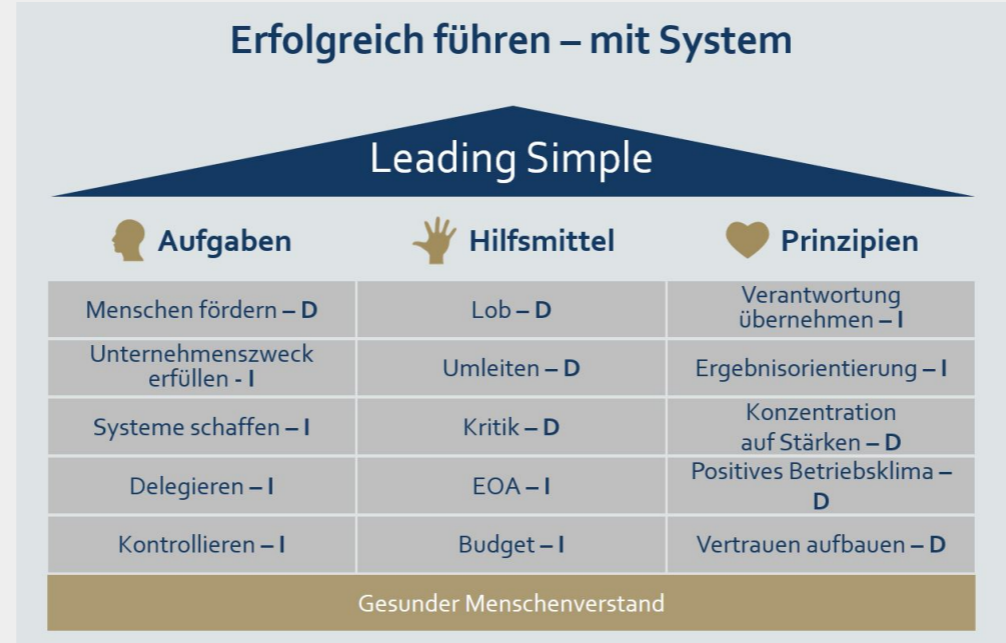 Erfolgreich führen – mit System
Leading Simple
Aufgaben
Hilfsmittel
Prinzipien
Menschen fördern – D
Lob – D
Verantwortung
übernehmen – I
Unternehmenszweck
erfüllen - I
Umleiten – D
Ergebnisorientierung – I
Systeme schaffen – I
Kritik – D
Konzentration
auf Stärken – D
Delegieren – I
EOA – I
Positives Betriebsklima –
D
Kontrollieren – I
Budget – I
Vertrauen aufbauen – D
Gesunder Menschenverstand